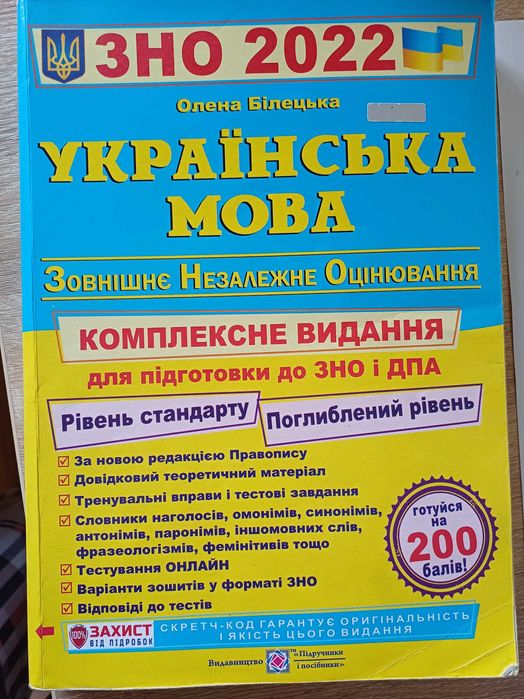 ЗНО 2022
Олена Білецька
УКРАЇНСЬКА
МОВА
Зовнішнє Незалежне Оцінювання
КОМПЛЕКСНЕ ВИДАННЯ
для підготовки до ЗНО і ДПА
Рівень стандарту
Поглиблений рівень
За новою редакцією Правопису
Довідковий теоретичний матеріал
Тренувальні вправи і тестові завдання
Словники наголосів, омонімів, синонімів,
антонімів, паронімів, іншомовних слів,
фразеологізмів, фемінітивів тощо
Тестування ОНЛАЙН
Варіанти зошитів у форматі ЗНО
Відповіді до тестів
готуйся
на
200
балів!
100%
ЗАХИСТ
ВІД ПІДРОБОК
СКРЕТЧ-КОД ГАРАНТУЄ ОРИГІНАЛЬНІСТЬ
І ЯКІСТЬ ЦЬОГО ВИДАННЯ
Видавництво
™
«Підручники
і посібники»